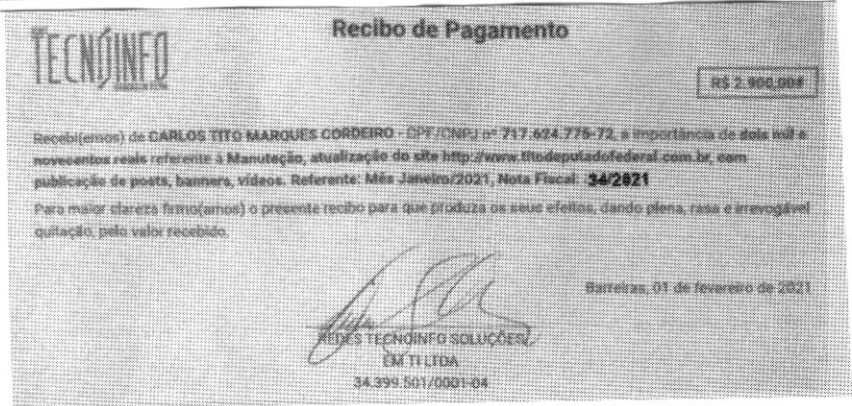 TECNÓINFO
Recibo de Pagamento
R$ 2.900,00#
Recebi(emos) de CARLOS TITO MARQUES CORDEIRO - CPF/CNPJ nº 717.624.775-72, a importância de dois mil e
novecentos reais referente à Manuteção, atualização do site http://www.titodeputadofederal.com.br, com
publicação de posts, banners, vídeos. Referente: Mês Janeiro/2021, Nota Fiscal: 34/2021
Para maior clareza firmo(amos) o presente recibo para que produza os seus efeitos, dando plena, rasa e irrevogável
quitação, pelo valor recebido.
Barreiras, 01 de fevereiro de 2021
REDES TECNOINFO SOLUÇÕES
EM TI LTDA
34.399.501/0001-04